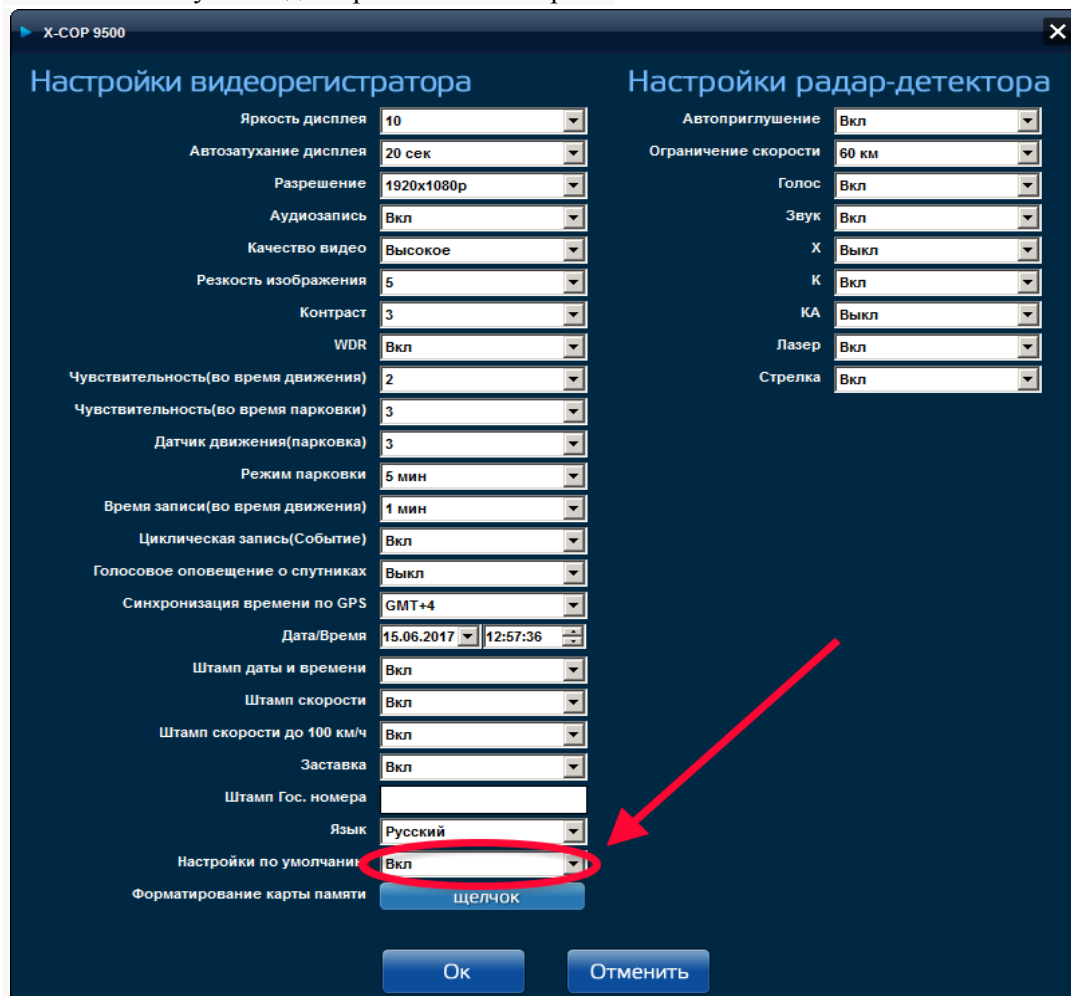 X-COP 9500
Настройки видеорегистратора
Яркость дисплея 10
Автозатухание дисплея 20 сек
Разрешение 1920x1080p
Аудиозапись Вкл
Качество видео Высокое
Резкость изображения 5
Контраст 3
WDR Вкл
Чувствительность(во время движения) 2
Чувствительность(во время парковки) 3
Датчик движения(парковка) 3
Режим парковки 5 мин
Время записи(во время движения) 1 мин
Циклическая запись(Событие) Вкл
Голосовое оповещение о спутниках Выкл
Синхронизация времени по GPS GMT+4
Дата/Время 15.06.2017 12:57:36
Штамп даты и времени Вкл
Штамп скорости Вкл
Штамп скорости до 100 км/ч Вкл
Заставка Вкл
Штамп Гос. номера
Язык Русский
Настройки по умолчани Вкл
Форматирование карты памяти щелчок
Настройки радар-детектора
Автоприглушение Вкл
Ограничение скорости 60 км
Голос Вкл
Звук Вкл
X Выкл
K Вкл
KA Выкл
Лазер Вкл
Стрелка Вкл
Ок Отменить